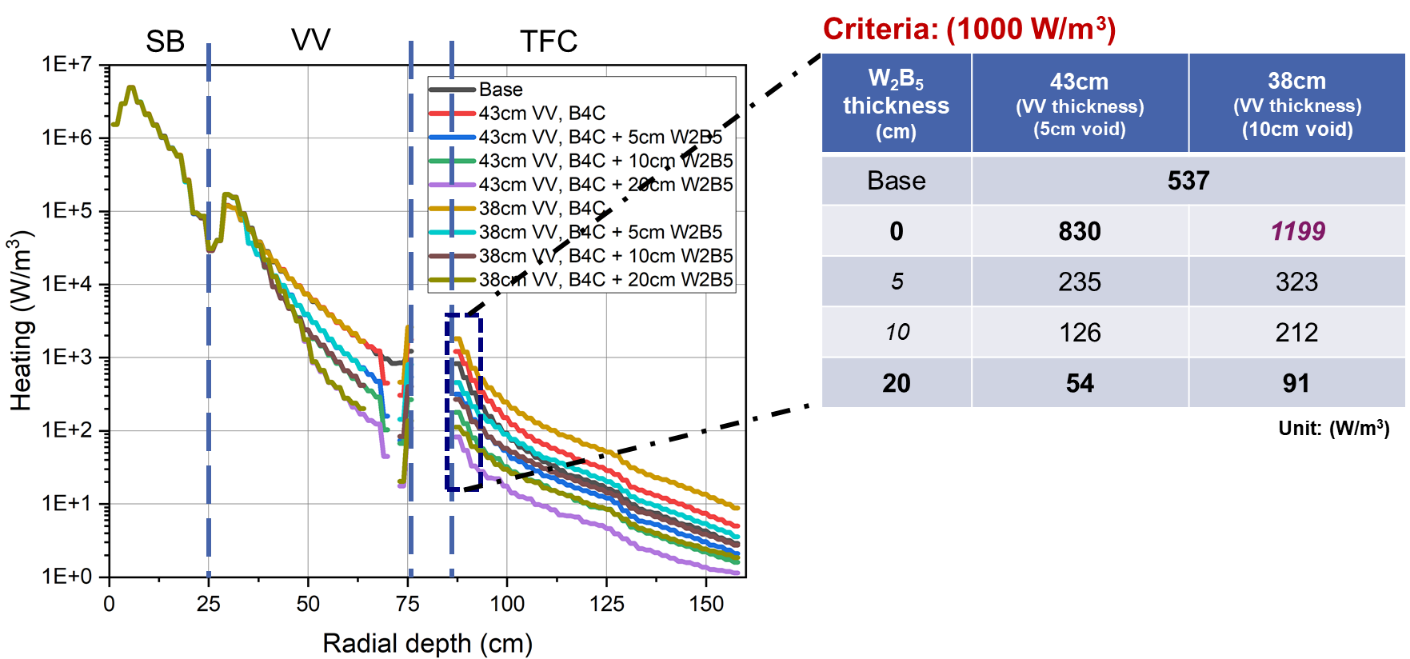 SB
VV
TFC
1E+7
1E+6
1E+5
1E+4
1E+3
1E+2
1E+1
1E+0
Heating (W/m³)
0
25
50
75
100
125
150
Radial depth (cm)
Base
43cm VV, B4C
43cm VV, B4C + 5cm W2B5
43cm VV, B4C + 10cm W2B5
43cm VV, B4C + 20cm W2B5
38cm VV, B4C
38cm VV, B4C + 5cm W2B5
38cm VV, B4C + 10cm W2B5
38cm VV, B4C + 20cm W2B5
Criteria: (1000 W/m³)
W₂B₅ thickness (cm) | 43cm (VV thickness) (5cm void) | 38cm (VV thickness) (10cm void)
Base | 537
0 | 830 | 1199
5 | 235 | 323
10 | 126 | 212
20 | 54 | 91
Unit: (W/m³)